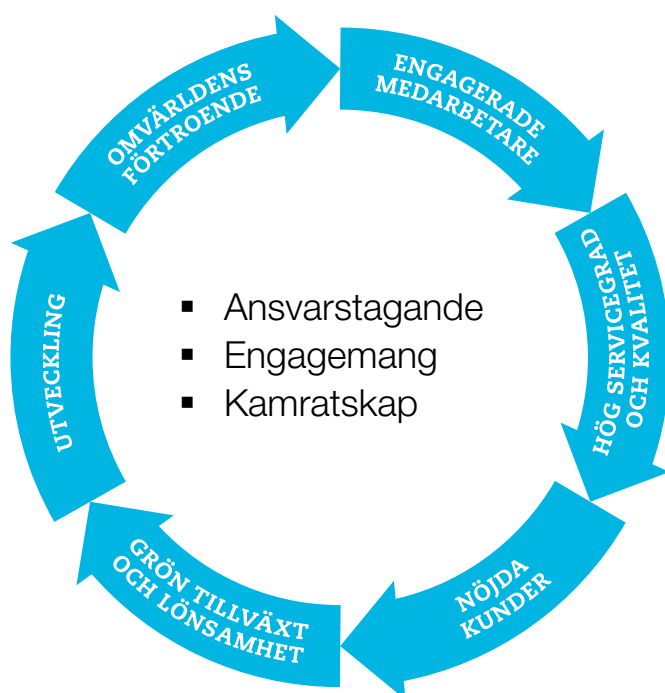 OMVÄRLDENS
FÖRTROENDE
ENGAGERADE
MEDARBETARE
HÖG SERVICEGRAD
OCH KVALITET
NÖJDA
KUNDER
GRÖN TILLVÄXT
OCH LÖNSAMHET
UTVECKLING
▪ Ansvarstagande
▪ Engagemang
▪ Kamratskap